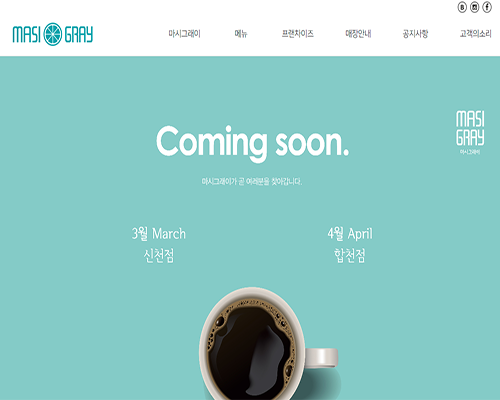 MASI GRAY
마시그래이 메뉴 프랜차이즈 매장안내 공지사항 고객의소리
MASI
GRAY
마시그래이
Coming soon.
마시그래이가 곧 여러분을 찾아갑니다.
3월 March 4월 April
신천점 합천점